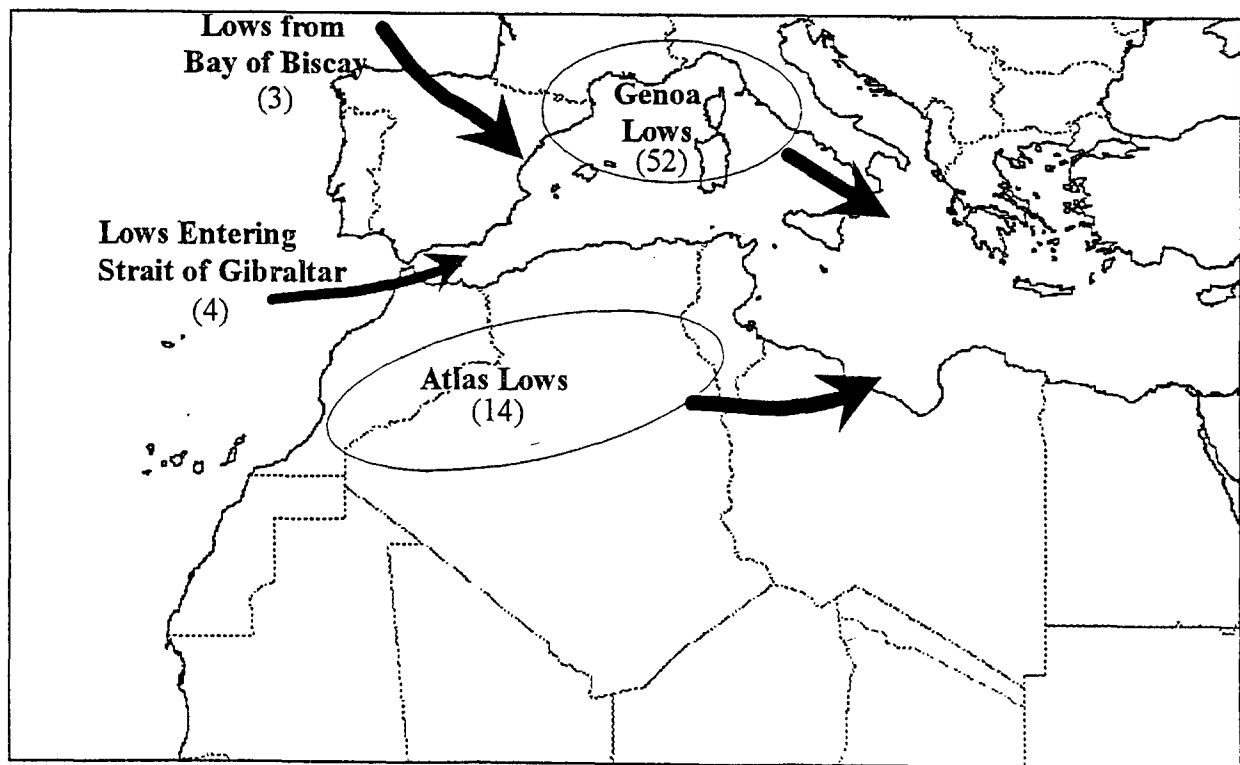 Lows from
Bay of Biscay
(3)
Genoa
Lows
(52)
Lows Entering
Strait of Gibraltar
(4)
Atlas Lows
(14)